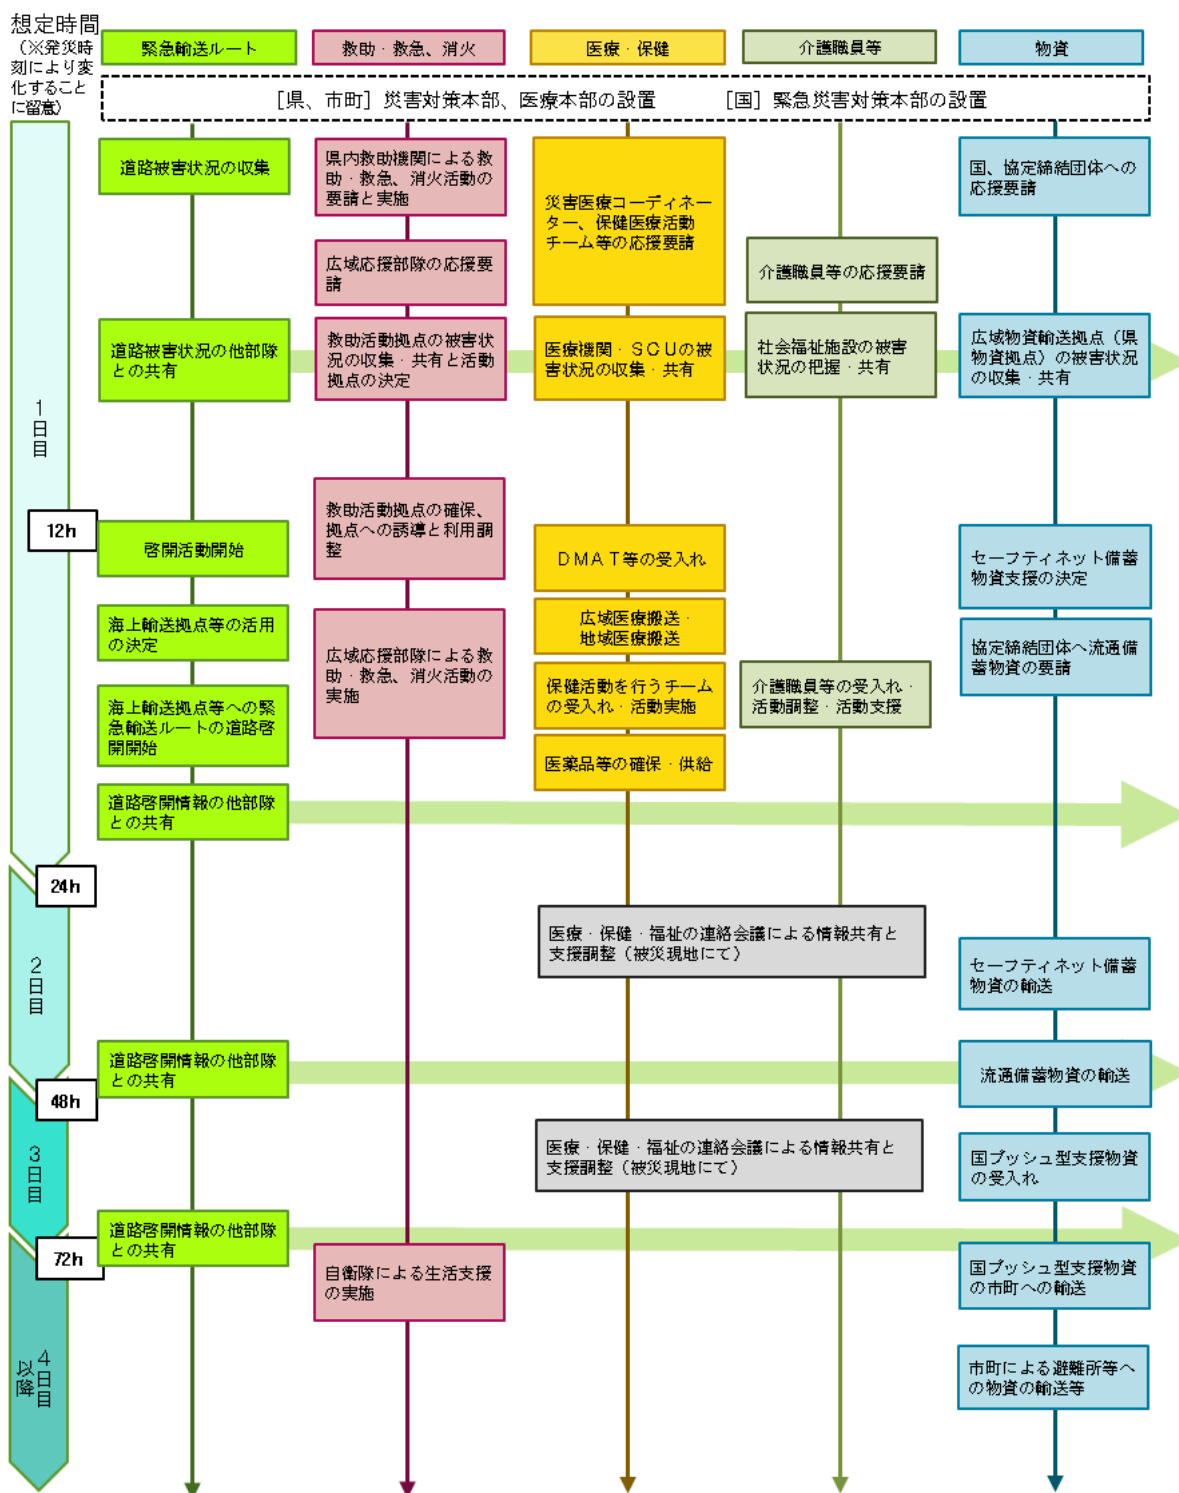 想定時間
（※発災時
刻により変
化すること
に留意）
緊急輸送ルート
救助・救急、消火
医療・保健
介護職員等
物資
［県、市町］災害対策本部、医療本部の設置　［国］緊急災害対策本部の設置
1日目
12h
24h
2日目
48h
3日目
72h
4日目
以降
道路被害状況の収集
道路被害状況の他部隊
との共有
啓開活動開始
海上輸送拠点等の活用
の決定
海上輸送拠点等への緊
急輸送ルートの道路啓
開開始
道路啓開情報の他部隊
との共有
道路啓開情報の他部隊
との共有
道路啓開情報の他部隊
との共有
県内救助機関による救
助・救急、消火活動の
要請と実施
広域応援部隊の応援要
請
救助活動拠点の被害状
況の収集・共有と活動
拠点の決定
救助活動拠点の確保、
拠点への誘導と利用調
整
広域応援部隊による救
助・救急、消火活動の
実施
自衛隊による生活支援
の実施
災害医療コーディネー
ター、保健医療活動
チーム等の応援要請
医療機関・ＳＣＵの被
害状況の収集・共有
ＤＭＡＴ等の受入れ
広域医療搬送・
地域医療搬送
保健活動を行うチーム
の受入れ・活動実施
医薬品等の確保・供給
介護職員等の応援要請
社会福祉施設の被害
状況の把握・共有
介護職員等の受入れ・
活動調整・活動支援
医療・保健・福祉の連絡会議による情報共有と
支援調整（被災現地にて）
医療・保健・福祉の連絡会議による情報共有と
支援調整（被災現地にて）
国、協定締結団体への
応援要請
広域物資輸送拠点（県
物資拠点）の被害状況
の収集・共有
セーフティネット備蓄
物資支援の決定
協定締結団体へ流通備
蓄物資の要請
セーフティネット備蓄
物資の輸送
流通備蓄物資の輸送
国プッシュ型支援物資
の受入れ
国プッシュ型支援物資
の市町への輸送
市町による避難所等へ
の物資の輸送等